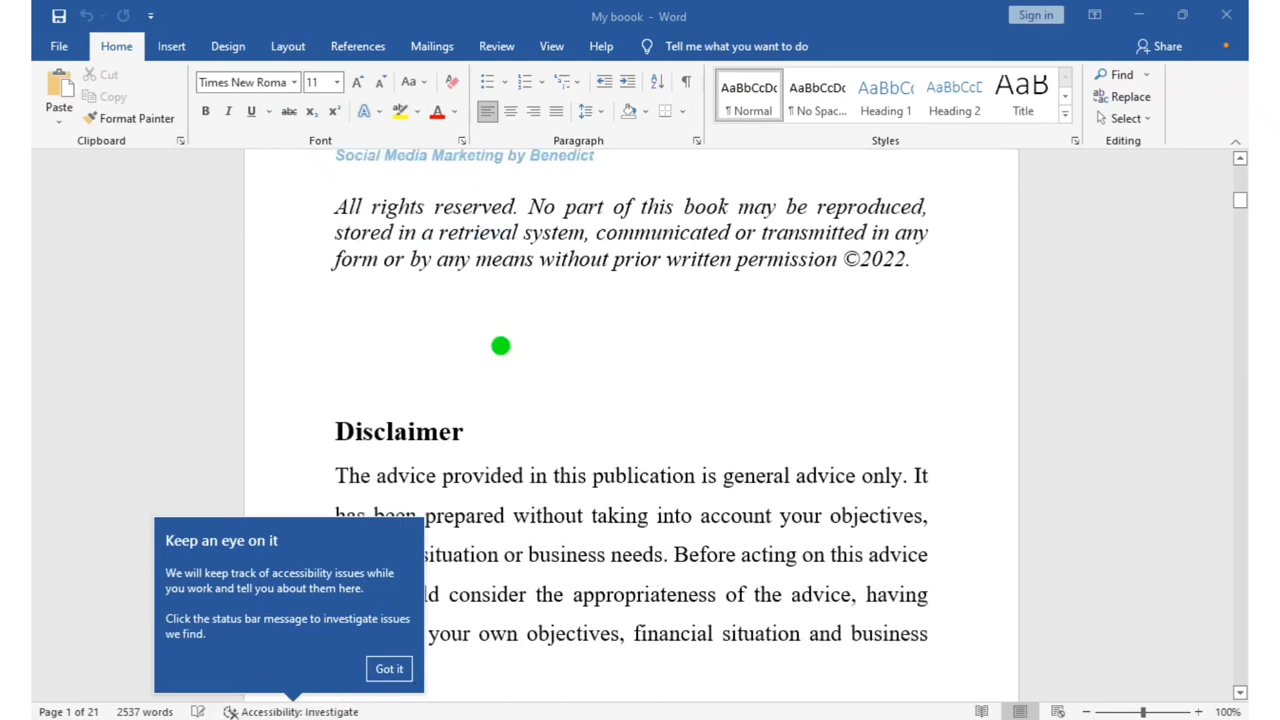 My boook - Word
Sign in
File Home Insert Design Layout References Mailings Review View Help Tell me what you want to do Share
Paste
Cut
Copy
Format Painter
Clipboard
Times New Roma 11
Aa
B I U abc x₂ x² A A
Font
Paragraph
AaBbCcDc AaBbCcDc AaBbCc AaBbCcD AaB
¶ Normal ¶ No Spac... Heading 1 Heading 2 Title
Styles
Find
Replace
Select
Editing
Social Media Marketing by Benedict
All rights reserved. No part of this book may be reproduced,
stored in a retrieval system, communicated or transmitted in any
form or by any means without prior written permission ©2022.
Disclaimer
The advice provided in this publication is general advice only. It
has been prepared without taking into account your objectives,
situation or business needs. Before acting on this advice
consider the appropriateness of the advice, having
your own objectives, financial situation and business
Keep an eye on it
We will keep track of accessibility issues while
you work and tell you about them here.
Click the status bar message to investigate issues
we find.
Got it
Page 1 of 21 2537 words Accessibility: Investigate 100%